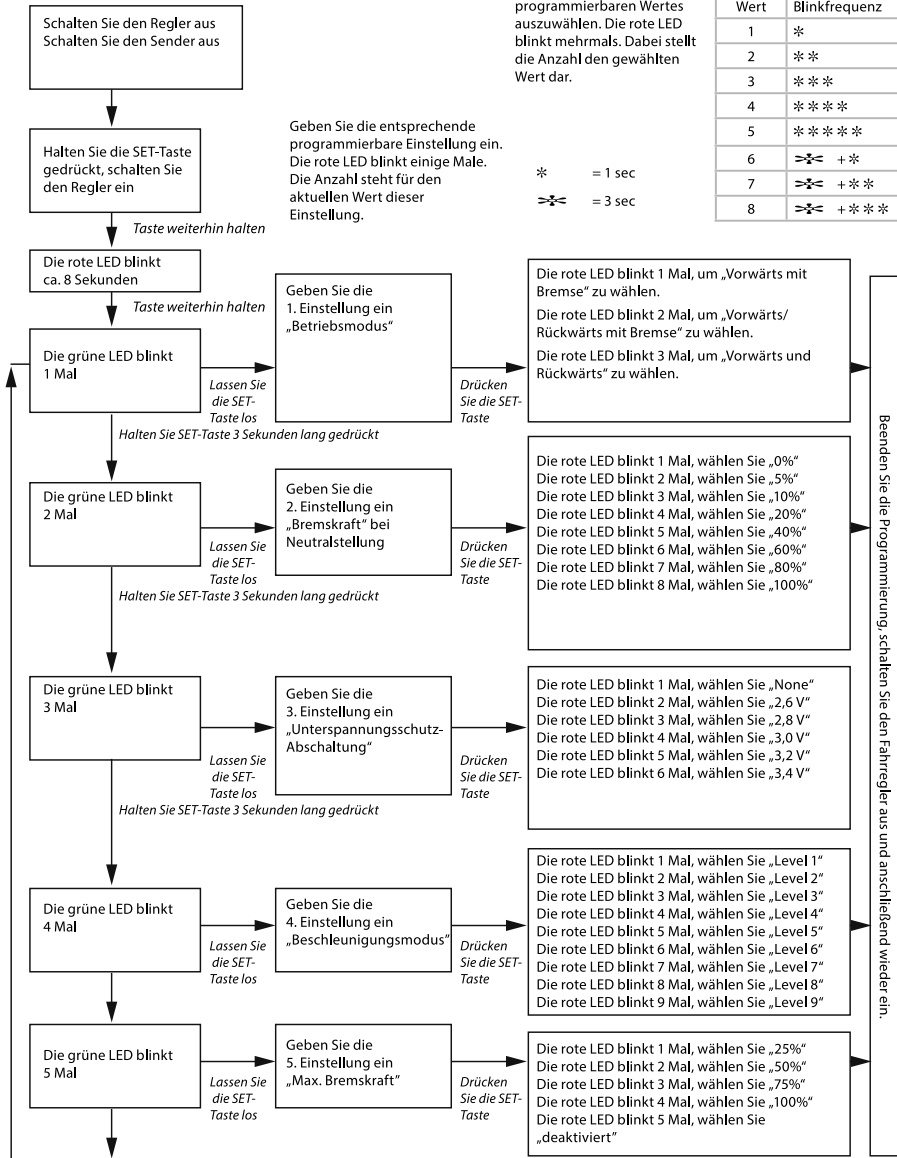 Schalten Sie den Regler aus
Schalten Sie den Sender aus
programmierbaren Wertes
auszuwählen. Die rote LED
blinkt mehrmals. Dabei stellt
die Anzahl den gewählten
Wert dar.
Wert Blinkfrequenz
1 *
2 **
3 ***
4 ****
5 *****
6 >*< +*
7 >*< +**
8 >*< +***
Halten Sie die SET-Taste
gedrückt, schalten Sie
den Regler ein
Geben Sie die entsprechende
programmierbare Einstellung ein.
Die rote LED blinkt einige Male.
Die Anzahl steht für den
aktuellen Wert dieser
Einstellung.
* = 1 sec
>*< = 3 sec
Taste weiterhin halten
Die rote LED blinkt
ca. 8 Sekunden
Taste weiterhin halten
Die grüne LED blinkt
1 Mal
Lassen Sie
die SET-
Taste los
Geben Sie die
1. Einstellung ein
„Betriebsmodus“
Drücken
Sie die SET-
Taste
Die rote LED blinkt 1 Mal, um „Vorwärts mit
Bremse“ zu wählen.
Die rote LED blinkt 2 Mal, um „Vorwärts/
Rückwärts mit Bremse“ zu wählen.
Die rote LED blinkt 3 Mal, um „Vorwärts und
Rückwärts“ zu wählen.
Halten Sie SET-Taste 3 Sekunden lang gedrückt
Die grüne LED blinkt
2 Mal
Lassen Sie
die SET-
Taste los
Geben Sie die
2. Einstellung ein
„Bremskraft“ bei
Neutralstellung
Drücken
Sie die SET-
Taste
Die rote LED blinkt 1 Mal, wählen Sie „0%“
Die rote LED blinkt 2 Mal, wählen Sie „5%“
Die rote LED blinkt 3 Mal, wählen Sie „10%“
Die rote LED blinkt 4 Mal, wählen Sie „20%“
Die rote LED blinkt 5 Mal, wählen Sie „40%“
Die rote LED blinkt 6 Mal, wählen Sie „60%“
Die rote LED blinkt 7 Mal, wählen Sie „80%“
Die rote LED blinkt 8 Mal, wählen Sie „100%“
Halten Sie SET-Taste 3 Sekunden lang gedrückt
Die grüne LED blinkt
3 Mal
Lassen Sie
die SET-
Taste los
Geben Sie die
3. Einstellung ein
„Unterspannungsschutz-
Abschaltung“
Drücken
Sie die SET-
Taste
Die rote LED blinkt 1 Mal, wählen Sie „None“
Die rote LED blinkt 2 Mal, wählen Sie „2,6 V“
Die rote LED blinkt 3 Mal, wählen Sie „2,8 V“
Die rote LED blinkt 4 Mal, wählen Sie „3,0 V“
Die rote LED blinkt 5 Mal, wählen Sie „3,2 V“
Die rote LED blinkt 6 Mal, wählen Sie „3,4 V“
Halten Sie SET-Taste 3 Sekunden lang gedrückt
Die grüne LED blinkt
4 Mal
Lassen Sie
die SET-
Taste los
Geben Sie die
4. Einstellung ein
„Beschleunigungsmodus“
Drücken
Sie die SET-
Taste
Die rote LED blinkt 1 Mal, wählen Sie „Level 1“
Die rote LED blinkt 2 Mal, wählen Sie „Level 2“
Die rote LED blinkt 3 Mal, wählen Sie „Level 3“
Die rote LED blinkt 4 Mal, wählen Sie „Level 4“
Die rote LED blinkt 5 Mal, wählen Sie „Level 5“
Die rote LED blinkt 6 Mal, wählen Sie „Level 6“
Die rote LED blinkt 7 Mal, wählen Sie „Level 7“
Die rote LED blinkt 8 Mal, wählen Sie „Level 8“
Die rote LED blinkt 9 Mal, wählen Sie „Level 9“
Die grüne LED blinkt
5 Mal
Lassen Sie
die SET-
Taste los
Geben Sie die
5. Einstellung ein
„Max. Bremskraft“
Drücken
Sie die SET-
Taste
Die rote LED blinkt 1 Mal, wählen Sie „25%“
Die rote LED blinkt 2 Mal, wählen Sie „50%“
Die rote LED blinkt 3 Mal, wählen Sie „75%“
Die rote LED blinkt 4 Mal, wählen Sie „100%“
Die rote LED blinkt 5 Mal, wählen Sie
„deaktiviert”
Beenden Sie die Programmierung, schalten Sie den Fahrregler aus und anschließend wieder ein.